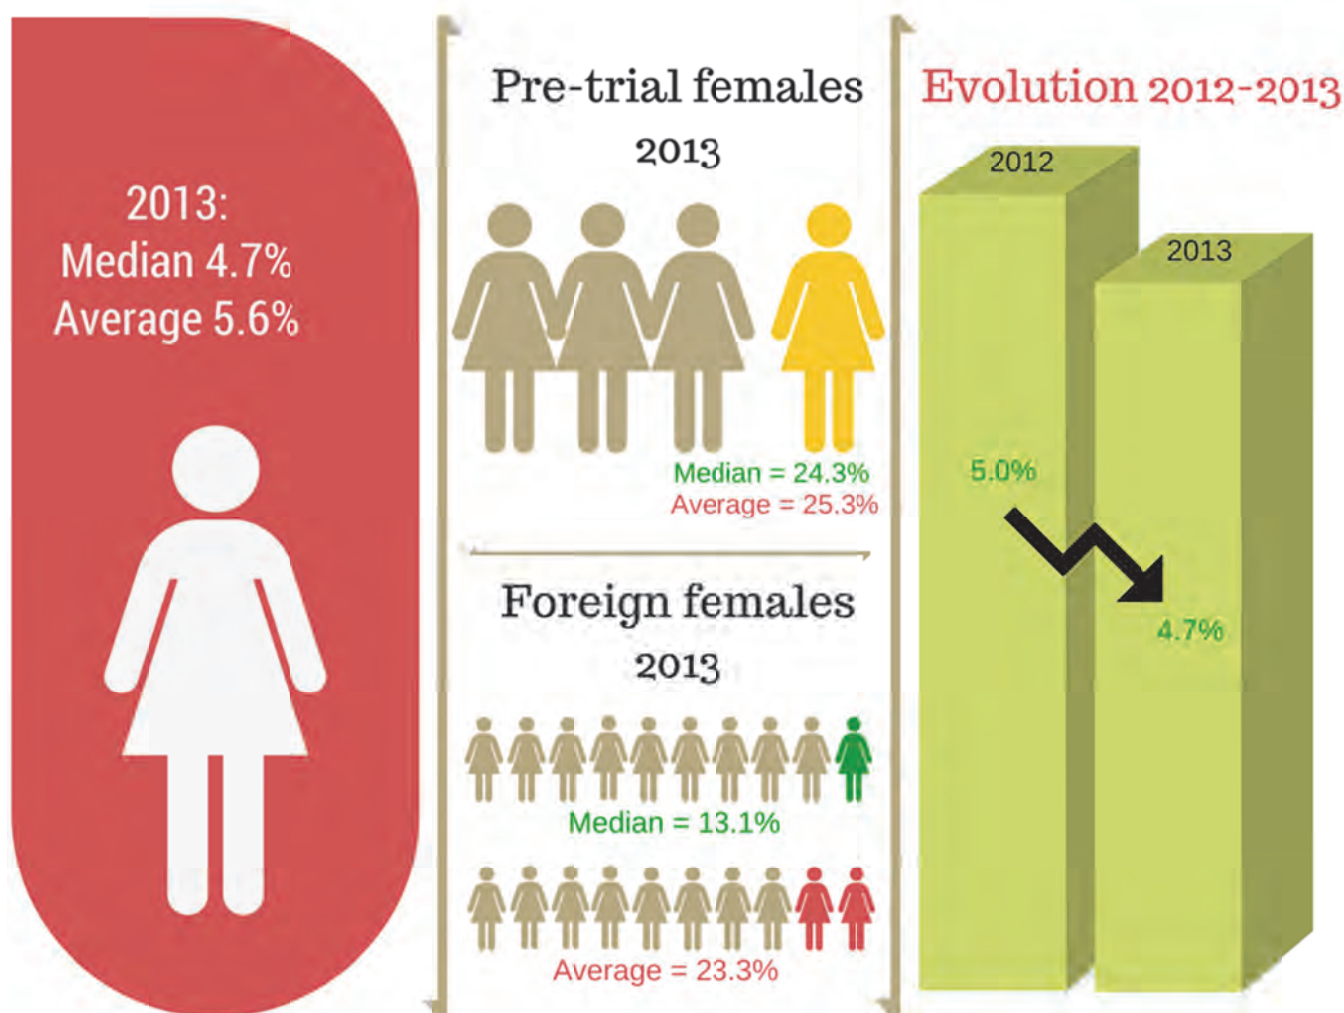 2013:
Median 4.7%
Average 5.6%
Pre-trial females
2013
Median = 24.3%
Average = 25.3%
Foreign females
2013
Median = 13.1%
Average = 23.3%
Evolution 2012-2013
2012
2013
5.0%
4.7%